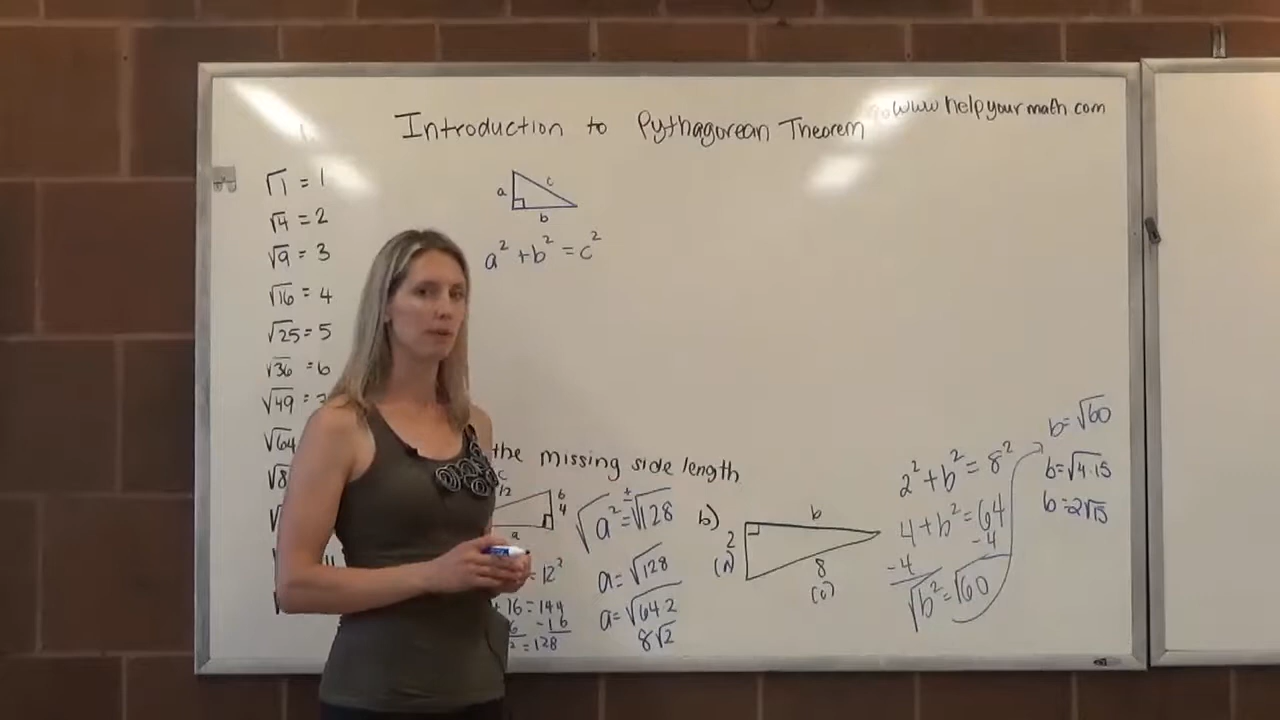 Introduction to Pythagorean Theorem
www.helpyourmath.com
√1 = 1
√4 = 2
√9 = 3
√16 = 4
√25 = 5
√36 = 6
√49 =
√64
a
c
b
a² + b² = c²
the missing side length
c
12
b
4
a
= 12²
+ 16 = 144
-16
= 128
√a² = ±√128
a = √128
a = √64·2
8√2
b)
b
2
(a)
8
(c)
2² + b² = 8²
4 + b² = 64
-4 -4
√b² = √60
b = √60
b = √4·15
b = 2√15